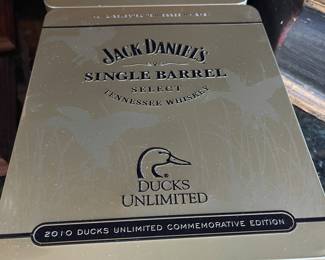 JACK DANIEL'S
SINGLE BARREL
SELECT
TENNESSEE WHISKEY
DUCKS
UNLIMITED
2010 DUCKS UNLIMITED COMMEMORATIVE EDITION